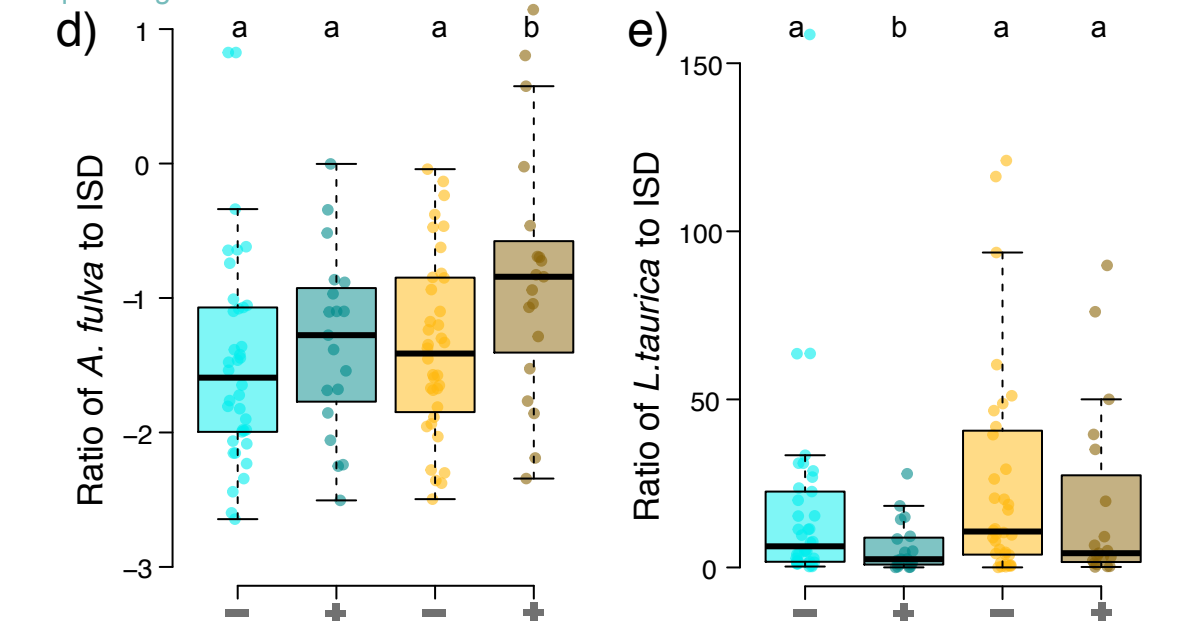 d)
a a a b
1
0
−1
−2
−3
Ratio of A. fulva to ISD
− + − +
e)
a b a a
150
100
50
0
Ratio of L.taurica to ISD
− + − +